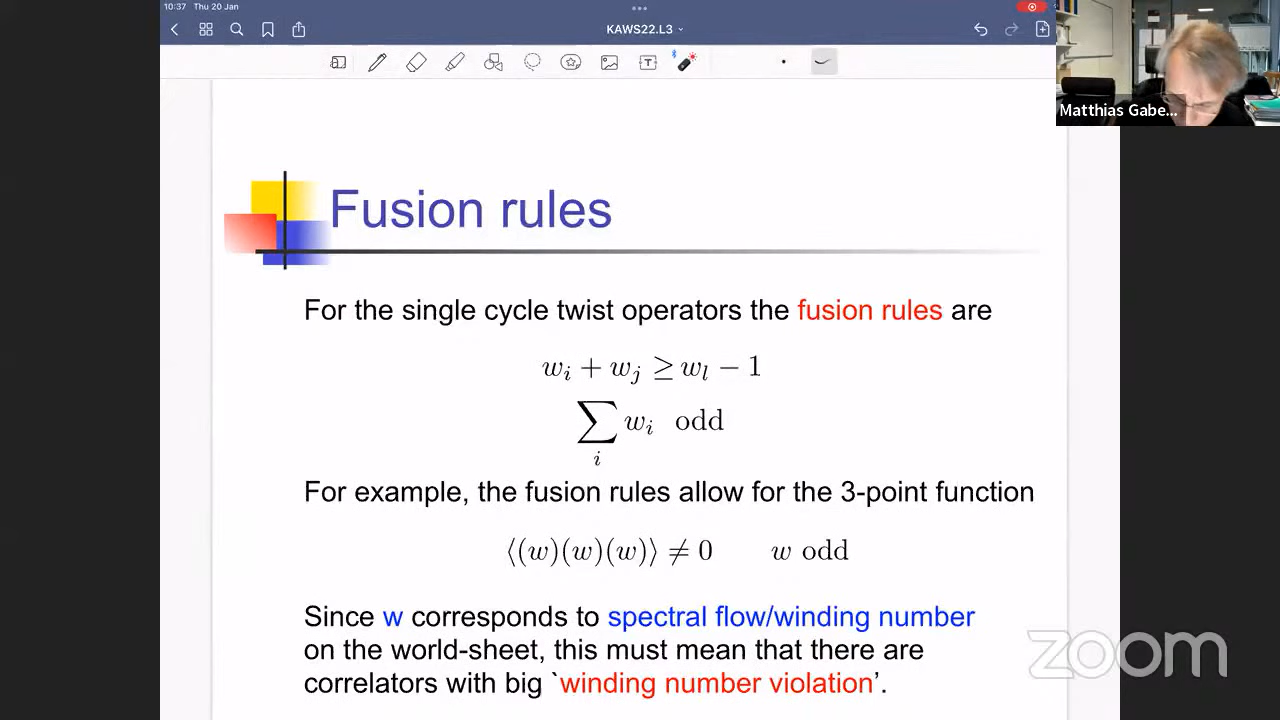 10:37 Thu 20 Jan
KAWS22.L3
T
Matthias Gabe...
Fusion rules
For the single cycle twist operators the fusion rules are
w_i + w_j ≥ w_l − 1
∑_i w_i odd
For example, the fusion rules allow for the 3-point function
⟨(w)(w)(w)⟩ ≠ 0 w odd
Since w corresponds to spectral flow/winding number
on the world-sheet, this must mean that there are
correlators with big `winding number violation'.
zoom